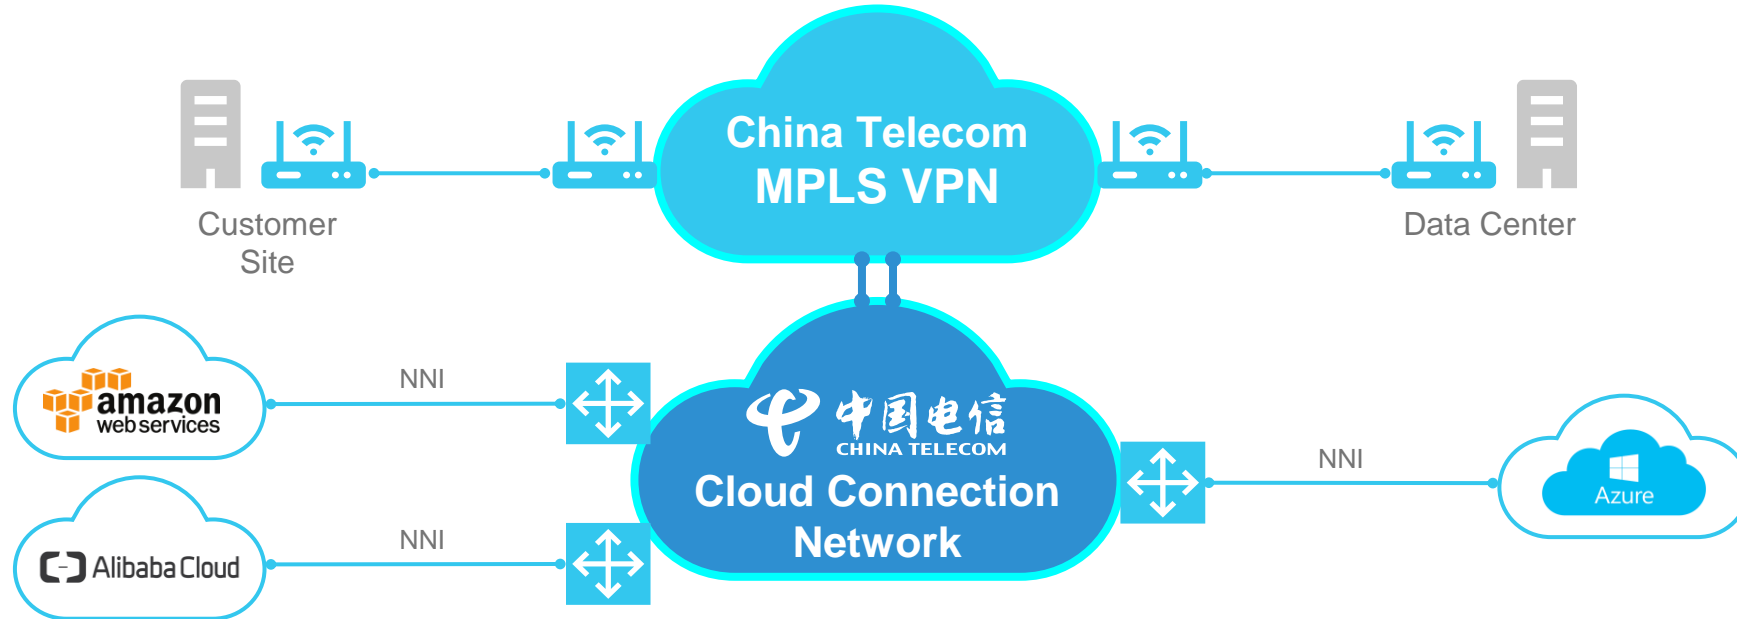 China Telecom
MPLS VPN
Customer
Site
Data Center
amazon
web services
NNI
中国电信
CHINA TELECOM
Cloud Connection
Network
NNI
Azure
Alibaba Cloud
NNI